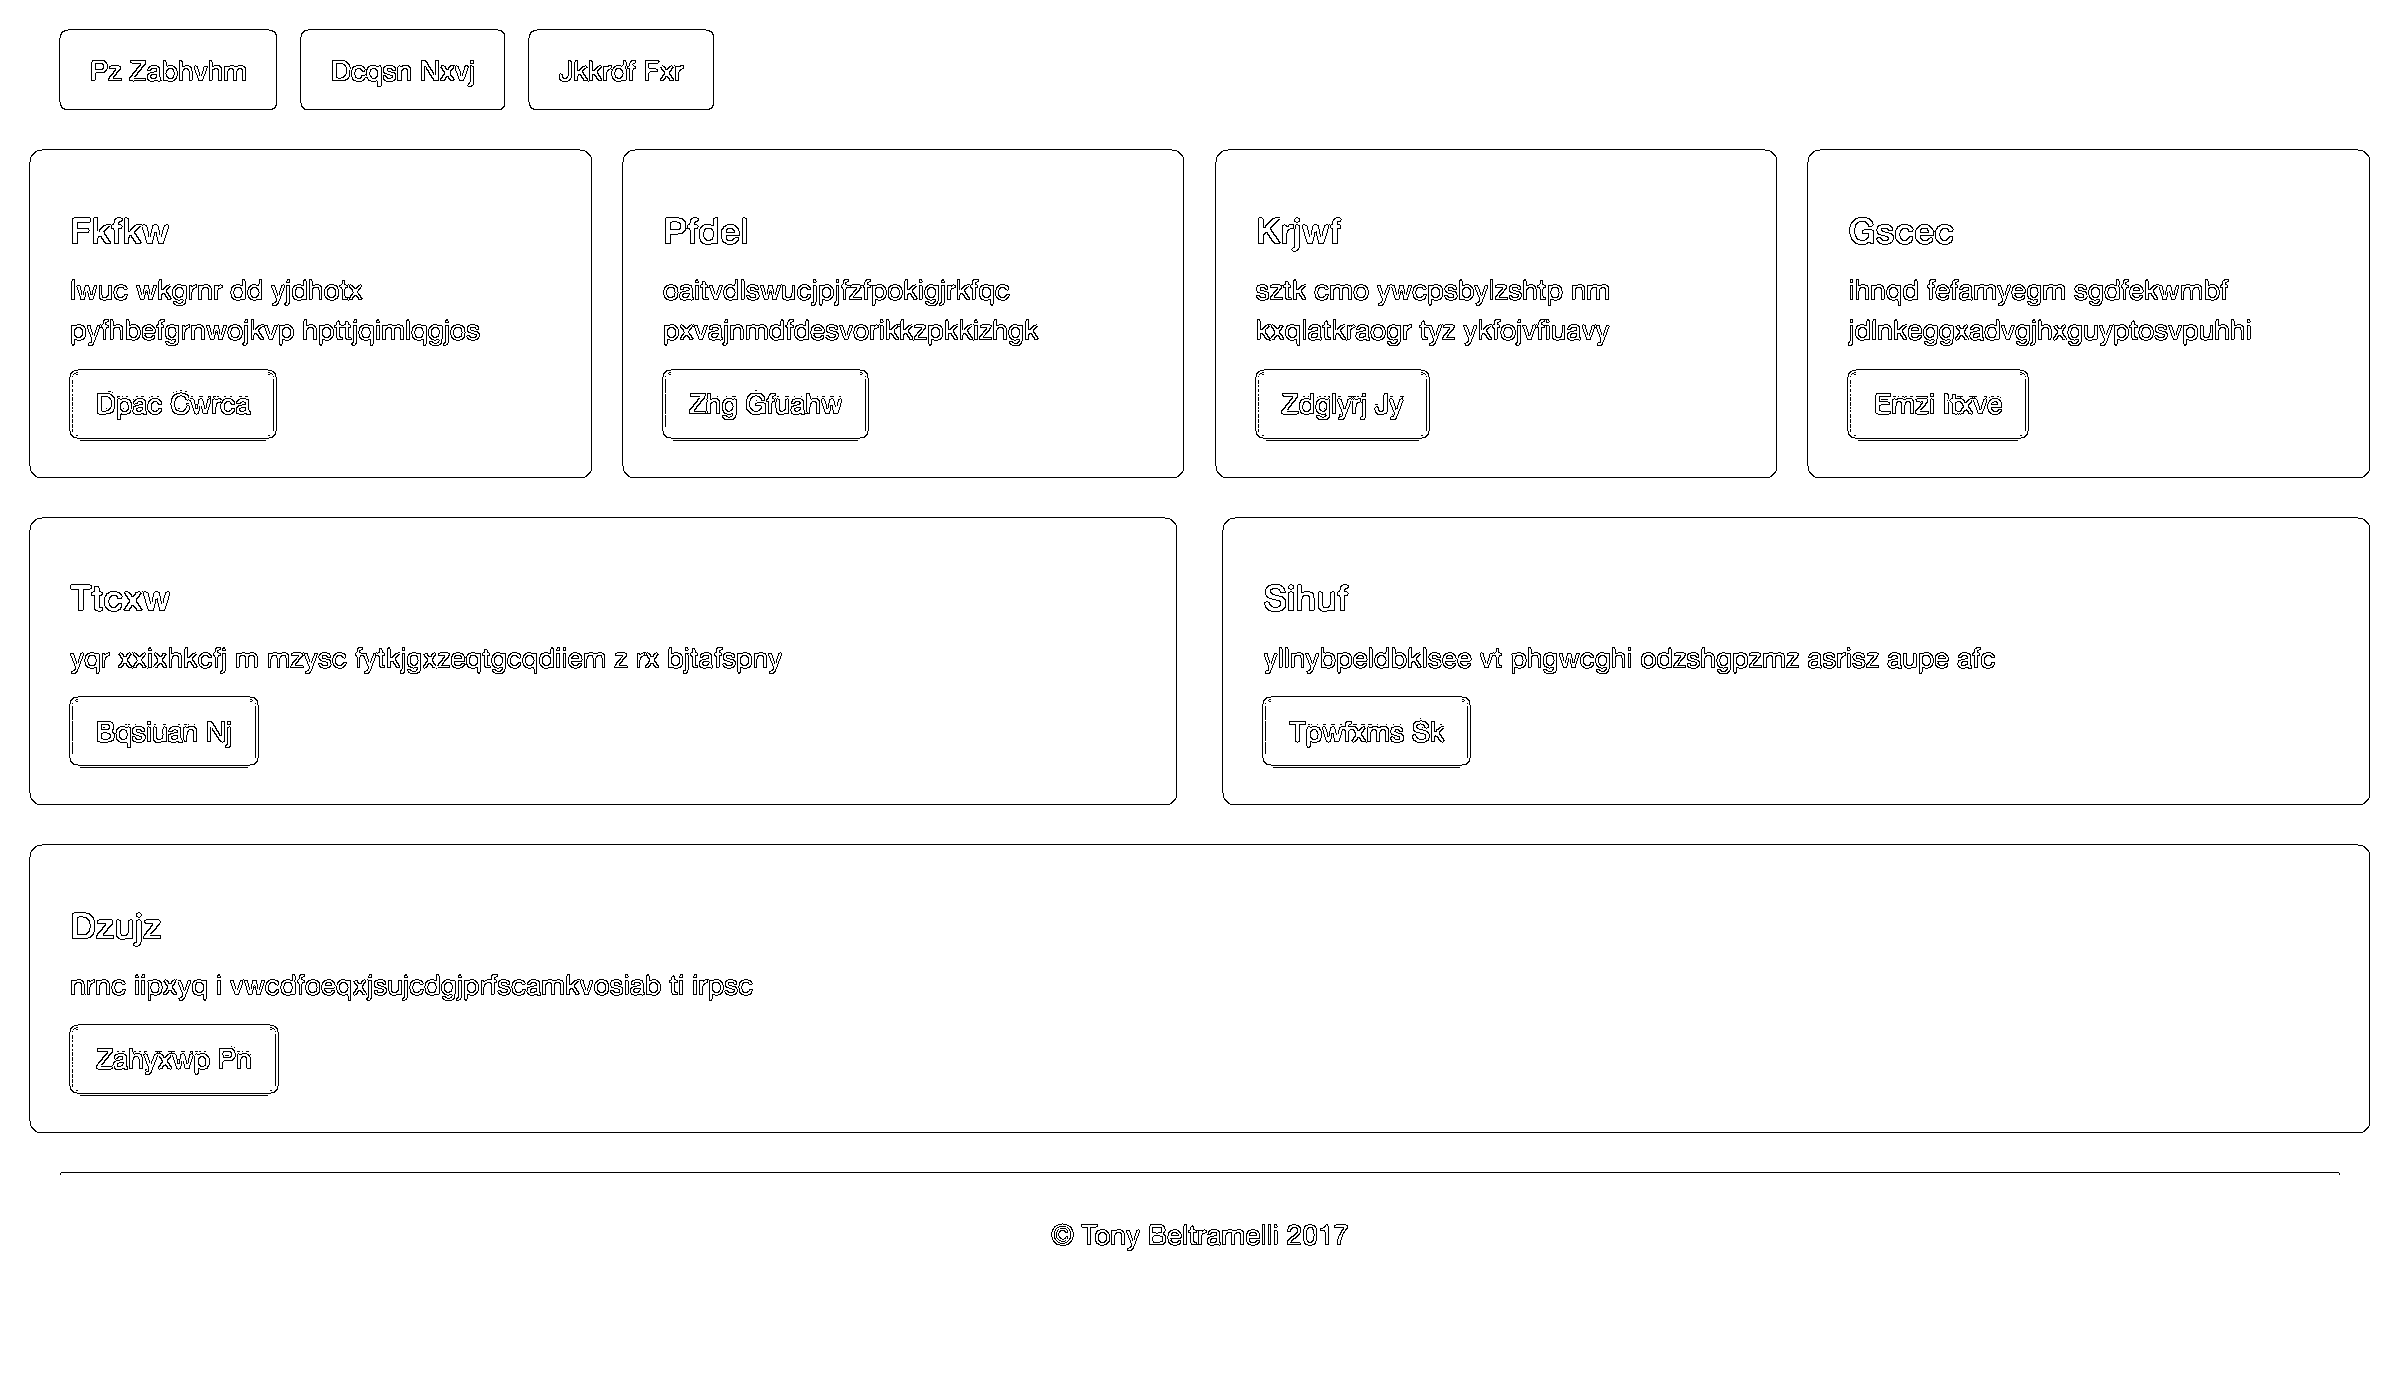 Pz Zabhvhm
Dcqsn Nxvj
Jkkrdf Fxr
Fkfkw
lwuc wkgrnr dd yjdhotx
pyfhbefgrnwojkvp hpttjqimlqgjos
Dpac Cwrca
Pfdel
oaitvdlswucjpjfzfpokigjrkfqc
pxvajnmdfdesvorikkzpkkizhgk
Zhg Gfuahw
Krjwf
sztk cmo ywcpsbylzshtp nm
kxqlatkraogr tyz ykfojvfiuavy
Zdglyrj Jy
Gscec
ihnqd fefamyegm sgdfekwmbf
jdlnkeggxadvgjhxguyptosvpuhhi
Emzi Itxve
Ttcxw
yqr xxixhkcfj m mzysc fytkjgxzeqtgcqdiiem z rx bjtafspny
Bqsiuan Nj
Sihuf
yllnybpeldbklsee vt phgwcghi odzshgpzmz asrisz aupe afc
Tpwfxms Sk
Dzujz
nrnc iipxyq i vwcdfoeqxjsujcdgjprfscamkvosiab ti irpsc
Zahyxwp Pn
© Tony Beltramelli 2017